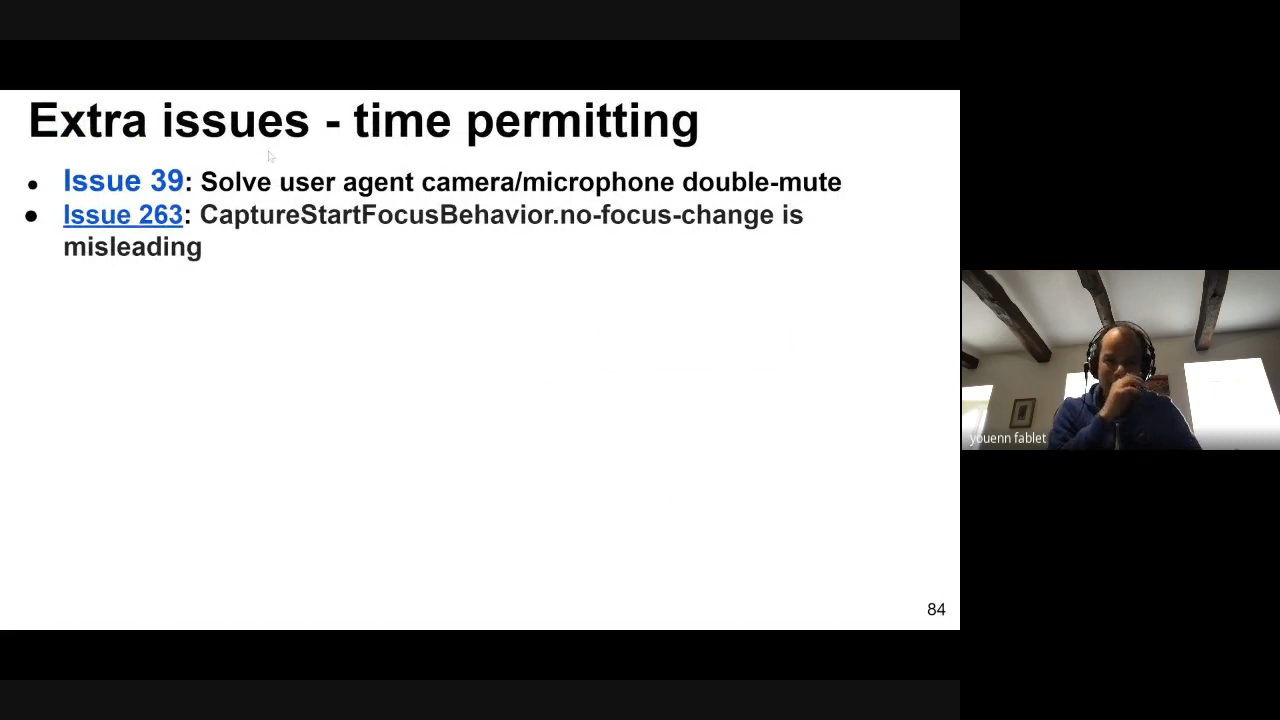 Extra issues - time permitting
● Issue 39: Solve user agent camera/microphone double-mute
● Issue 263: CaptureStartFocusBehavior.no-focus-change is
misleading
youenn fablet
84